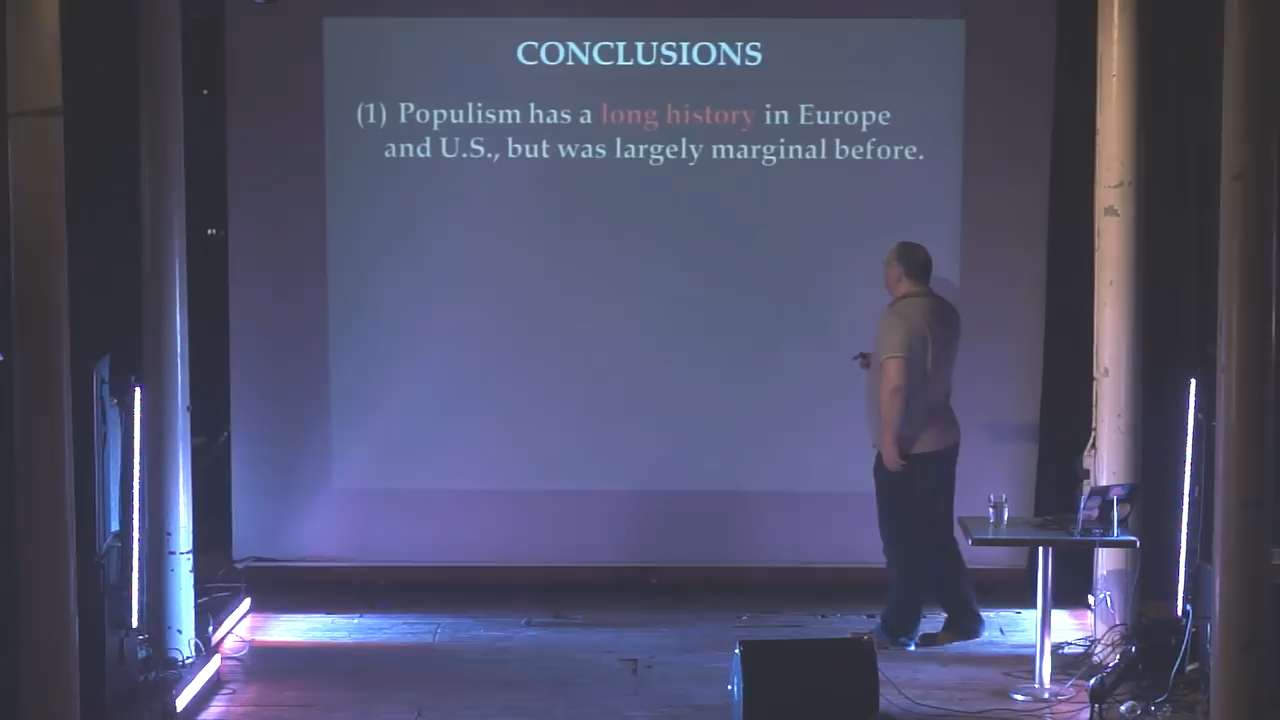 CONCLUSIONS
(1) Populism has a long history in Europe
and U.S., but was largely marginal before.